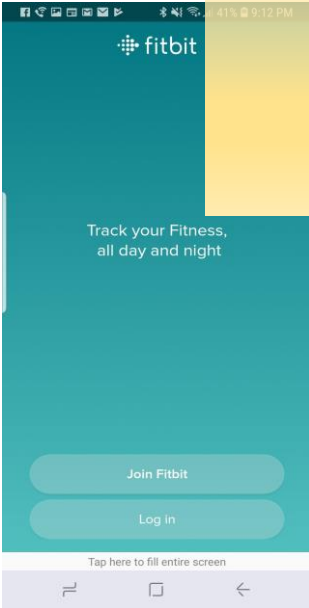 41% 9:12 PM
fitbit
Track your Fitness,
all day and night
Join Fitbit
Log in
Tap here to fill entire screen